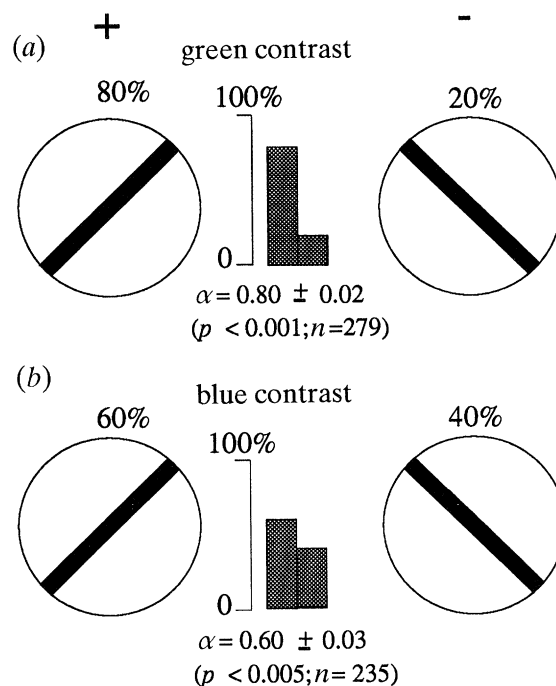 + -
(a) green contrast
80% 100% 20%
0
α = 0.80 ± 0.02
(p < 0.001; n = 279)
(b) blue contrast
60% 100% 40%
0
α = 0.60 ± 0.03
(p < 0.005; n = 235)